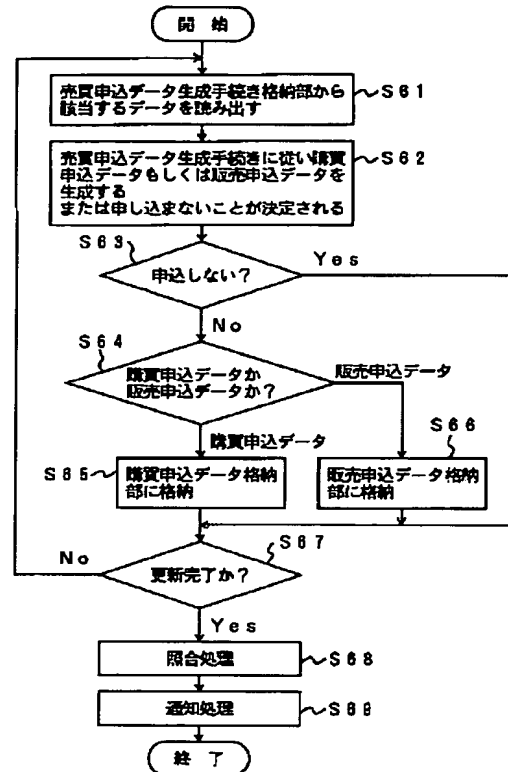 開 始
売買申込データ生成手続き格納部から
該当するデータを読み出す
S61
売買申込データ生成手続きに従い購買
申込データもしくは販売申込データを
生成する
または申し込まないことが決定される
S62
S63
申込しない?
Yes
No
S64
購買申込データか
販売申込データか?
販売申込データ
購買申込データ
S65
購買申込データ格納
部に格納
S66
販売申込データ格納
部に格納
S67
更新完了か?
No
Yes
照合処理
S68
通知処理
S69
終 了